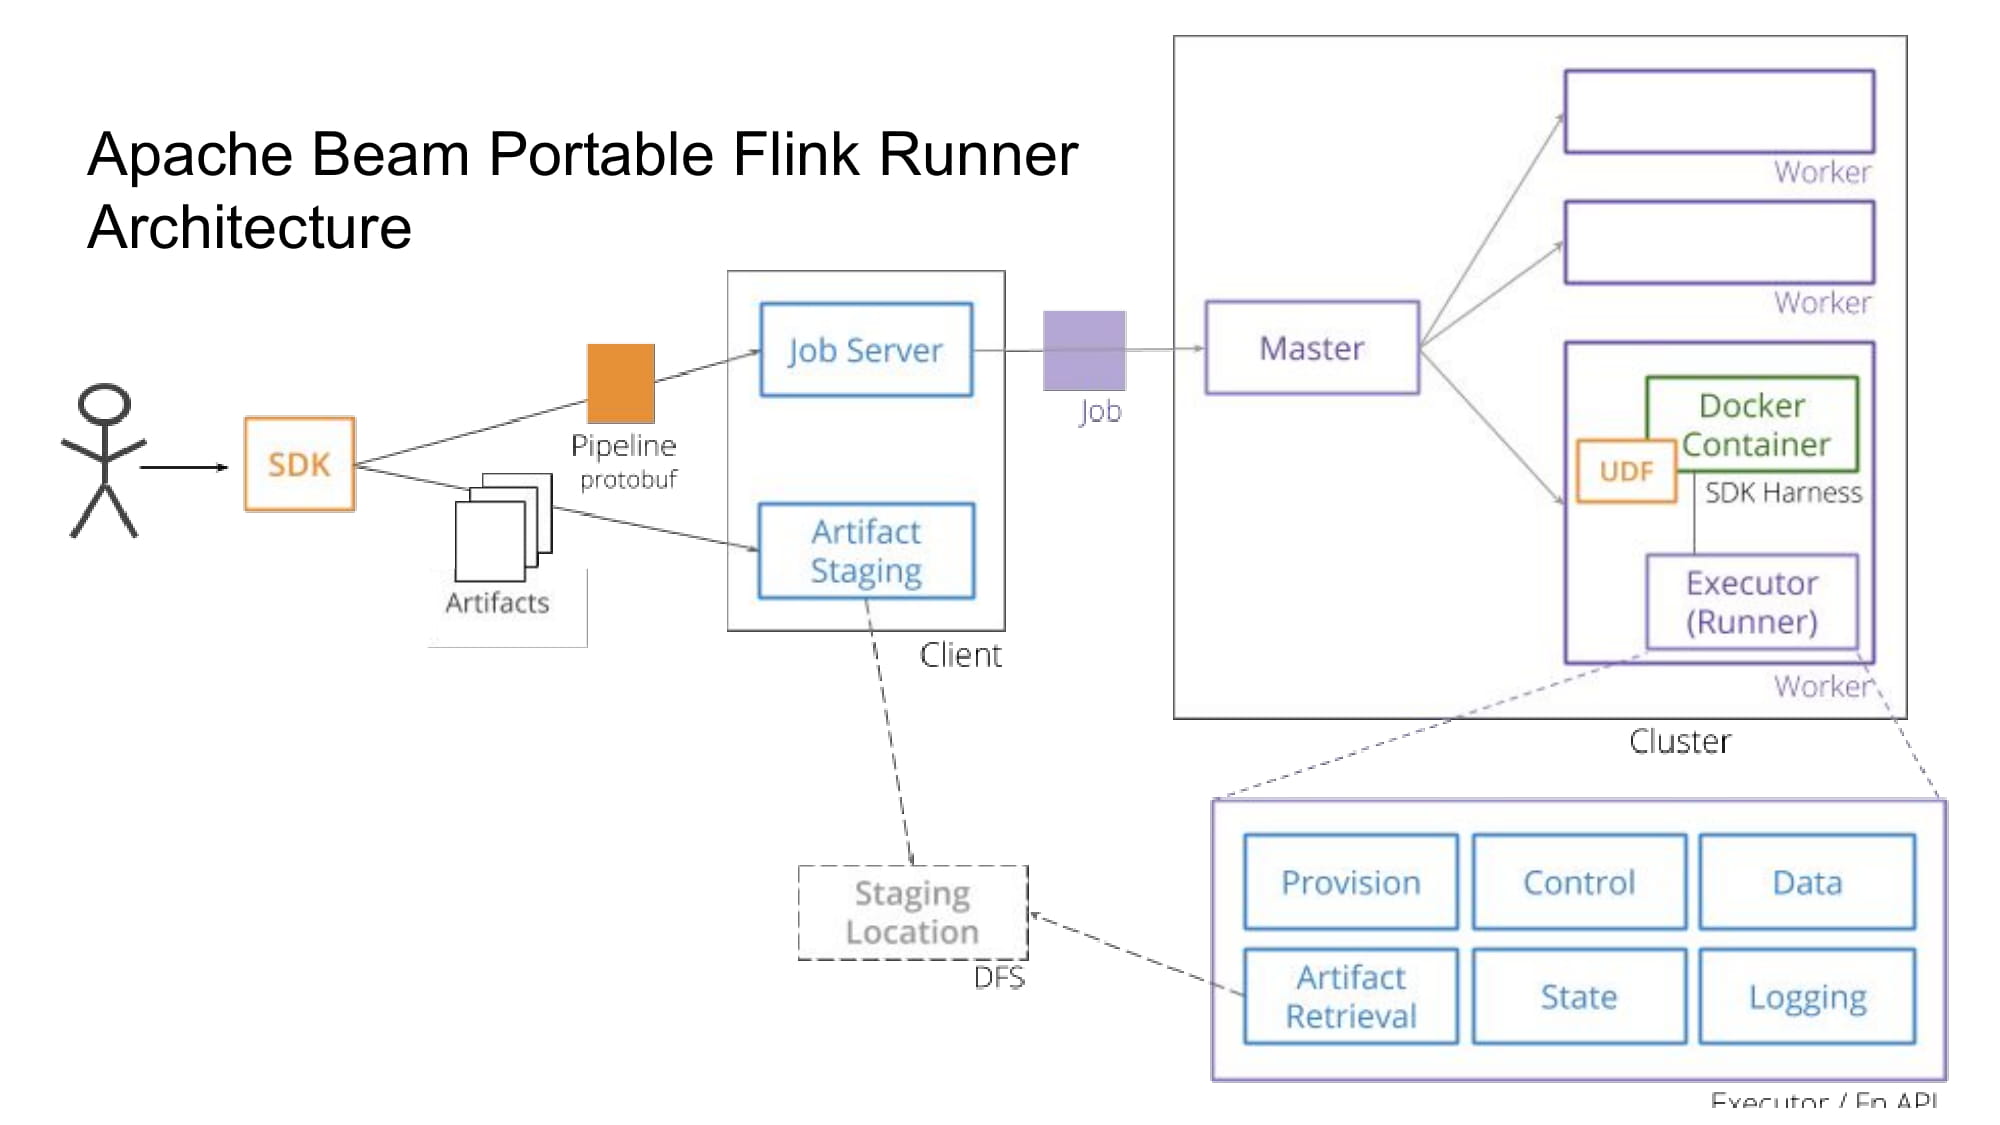 Apache Beam Portable Flink Runner
Architecture
SDK
Pipeline
protobuf
Artifacts
Job Server
Artifact
Staging
Client
Job
Master
Worker
Worker
Docker
Container
UDF
SDK Harness
Executor
(Runner)
Worker
Cluster
Staging
Location
DFS
Provision
Control
Data
Artifact
Retrieval
State
Logging
Executor / Fn API